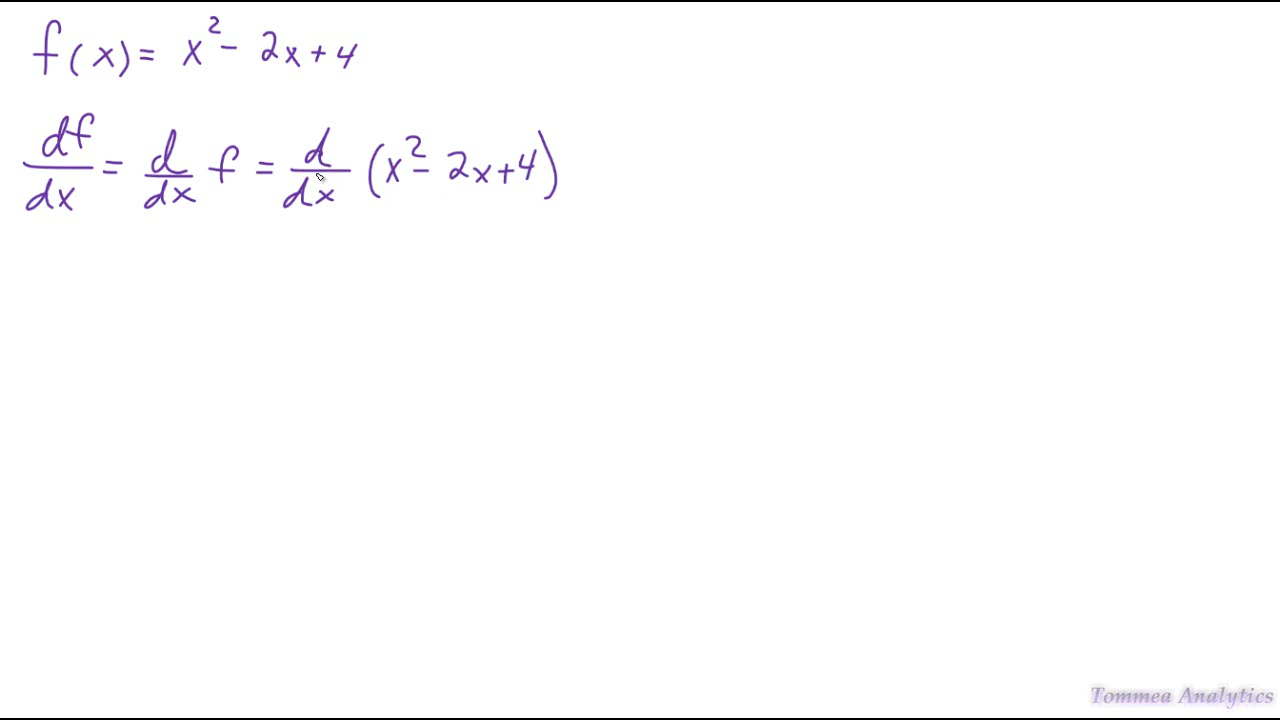 f(x) = x² - 2x + 4
df/dx = d/dx f = d/dx (x² - 2x + 4)
Tommea Analytics